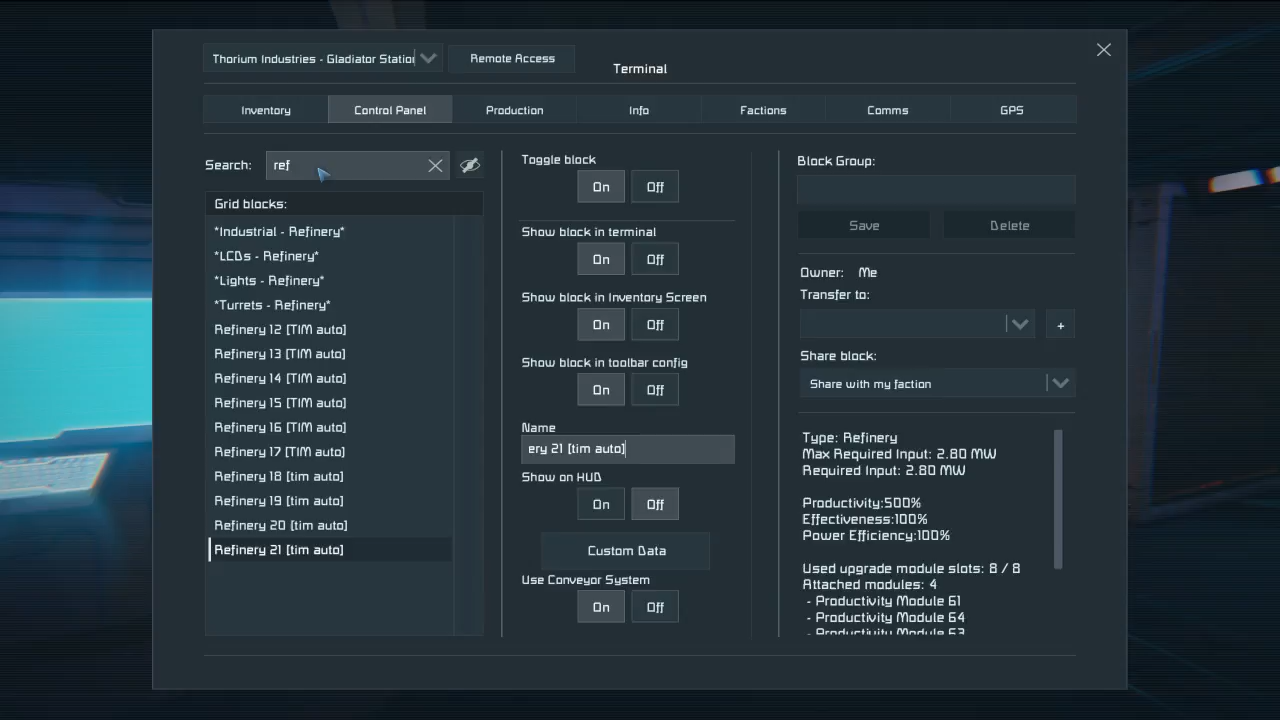 Thorium Industries - Gladiator Station
Remote Access
Terminal
Inventory
Control Panel
Production
Info
Factions
Comms
GPS
Search:
ref
Grid blocks:
*Industrial - Refinery*
*LCDs - Refinery*
*Lights - Refinery*
*Turrets - Refinery*
Refinery 12 [TIM auto]
Refinery 13 [TIM auto]
Refinery 14 [TIM auto]
Refinery 15 [TIM auto]
Refinery 16 [TIM auto]
Refinery 17 [TIM auto]
Refinery 18 [tim auto]
Refinery 19 [tim auto]
Refinery 20 [tim auto]
Refinery 21 [tim auto]
Toggle block
On
Off
Show block in terminal
On
Off
Show block in Inventory Screen
On
Off
Show block in toolbar config
On
Off
Name
ery 21 [tim auto]
Show on HUD
On
Off
Custom Data
Use Conveyor System
On
Off
Block Group:
Save
Delete
Owner: Me
Transfer to:
+
Share block:
Share with my faction
Type: Refinery
Max Required Input: 2.80 MW
Required Input: 2.80 MW
Productivity:500%
Effectiveness:100%
Power Efficiency:100%
Used upgrade module slots: 8 / 8
Attached modules: 4
- Productivity Module 61
- Productivity Module 64
- Productivity Module 63